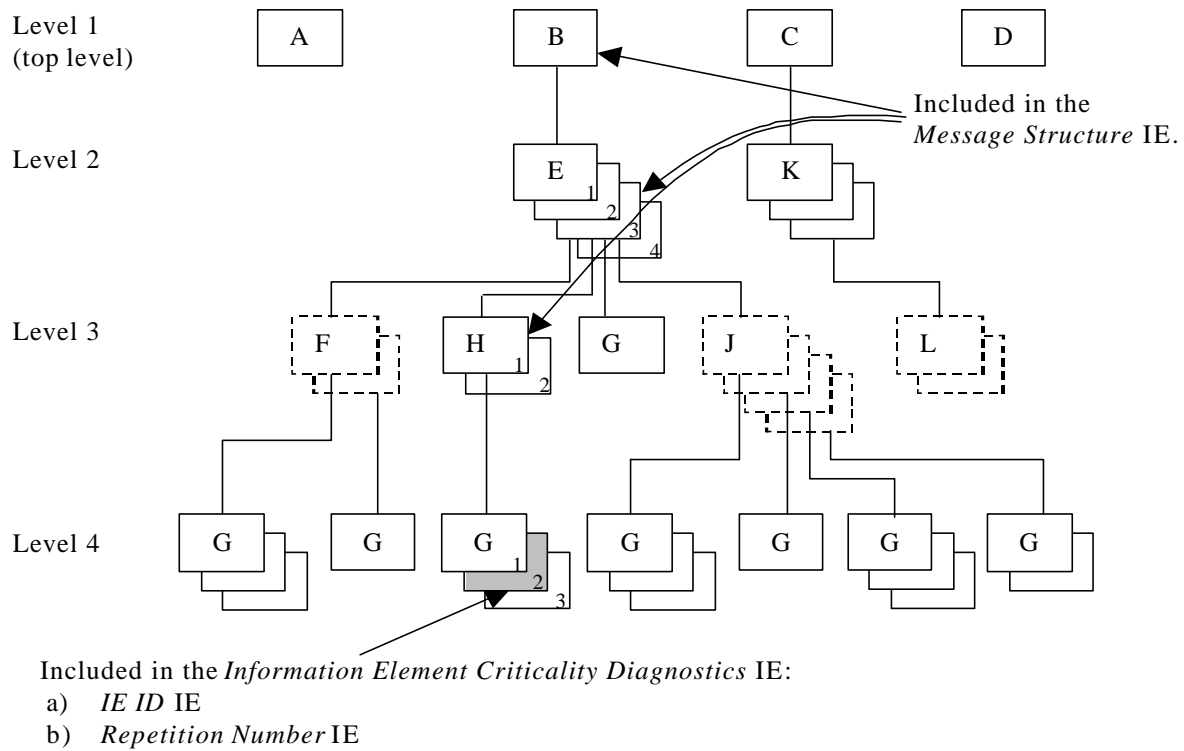 Level 1
(top level)
A
B
C
D
Included in the
Message Structure IE.
Level 2
E
1
2
3
4
K
Level 3
F
H
1
2
G
J
L
Level 4
G
G
G
1
2
3
G
G
G
G
Included in the Information Element Criticality Diagnostics IE:
a) IE ID IE
b) Repetition Number IE